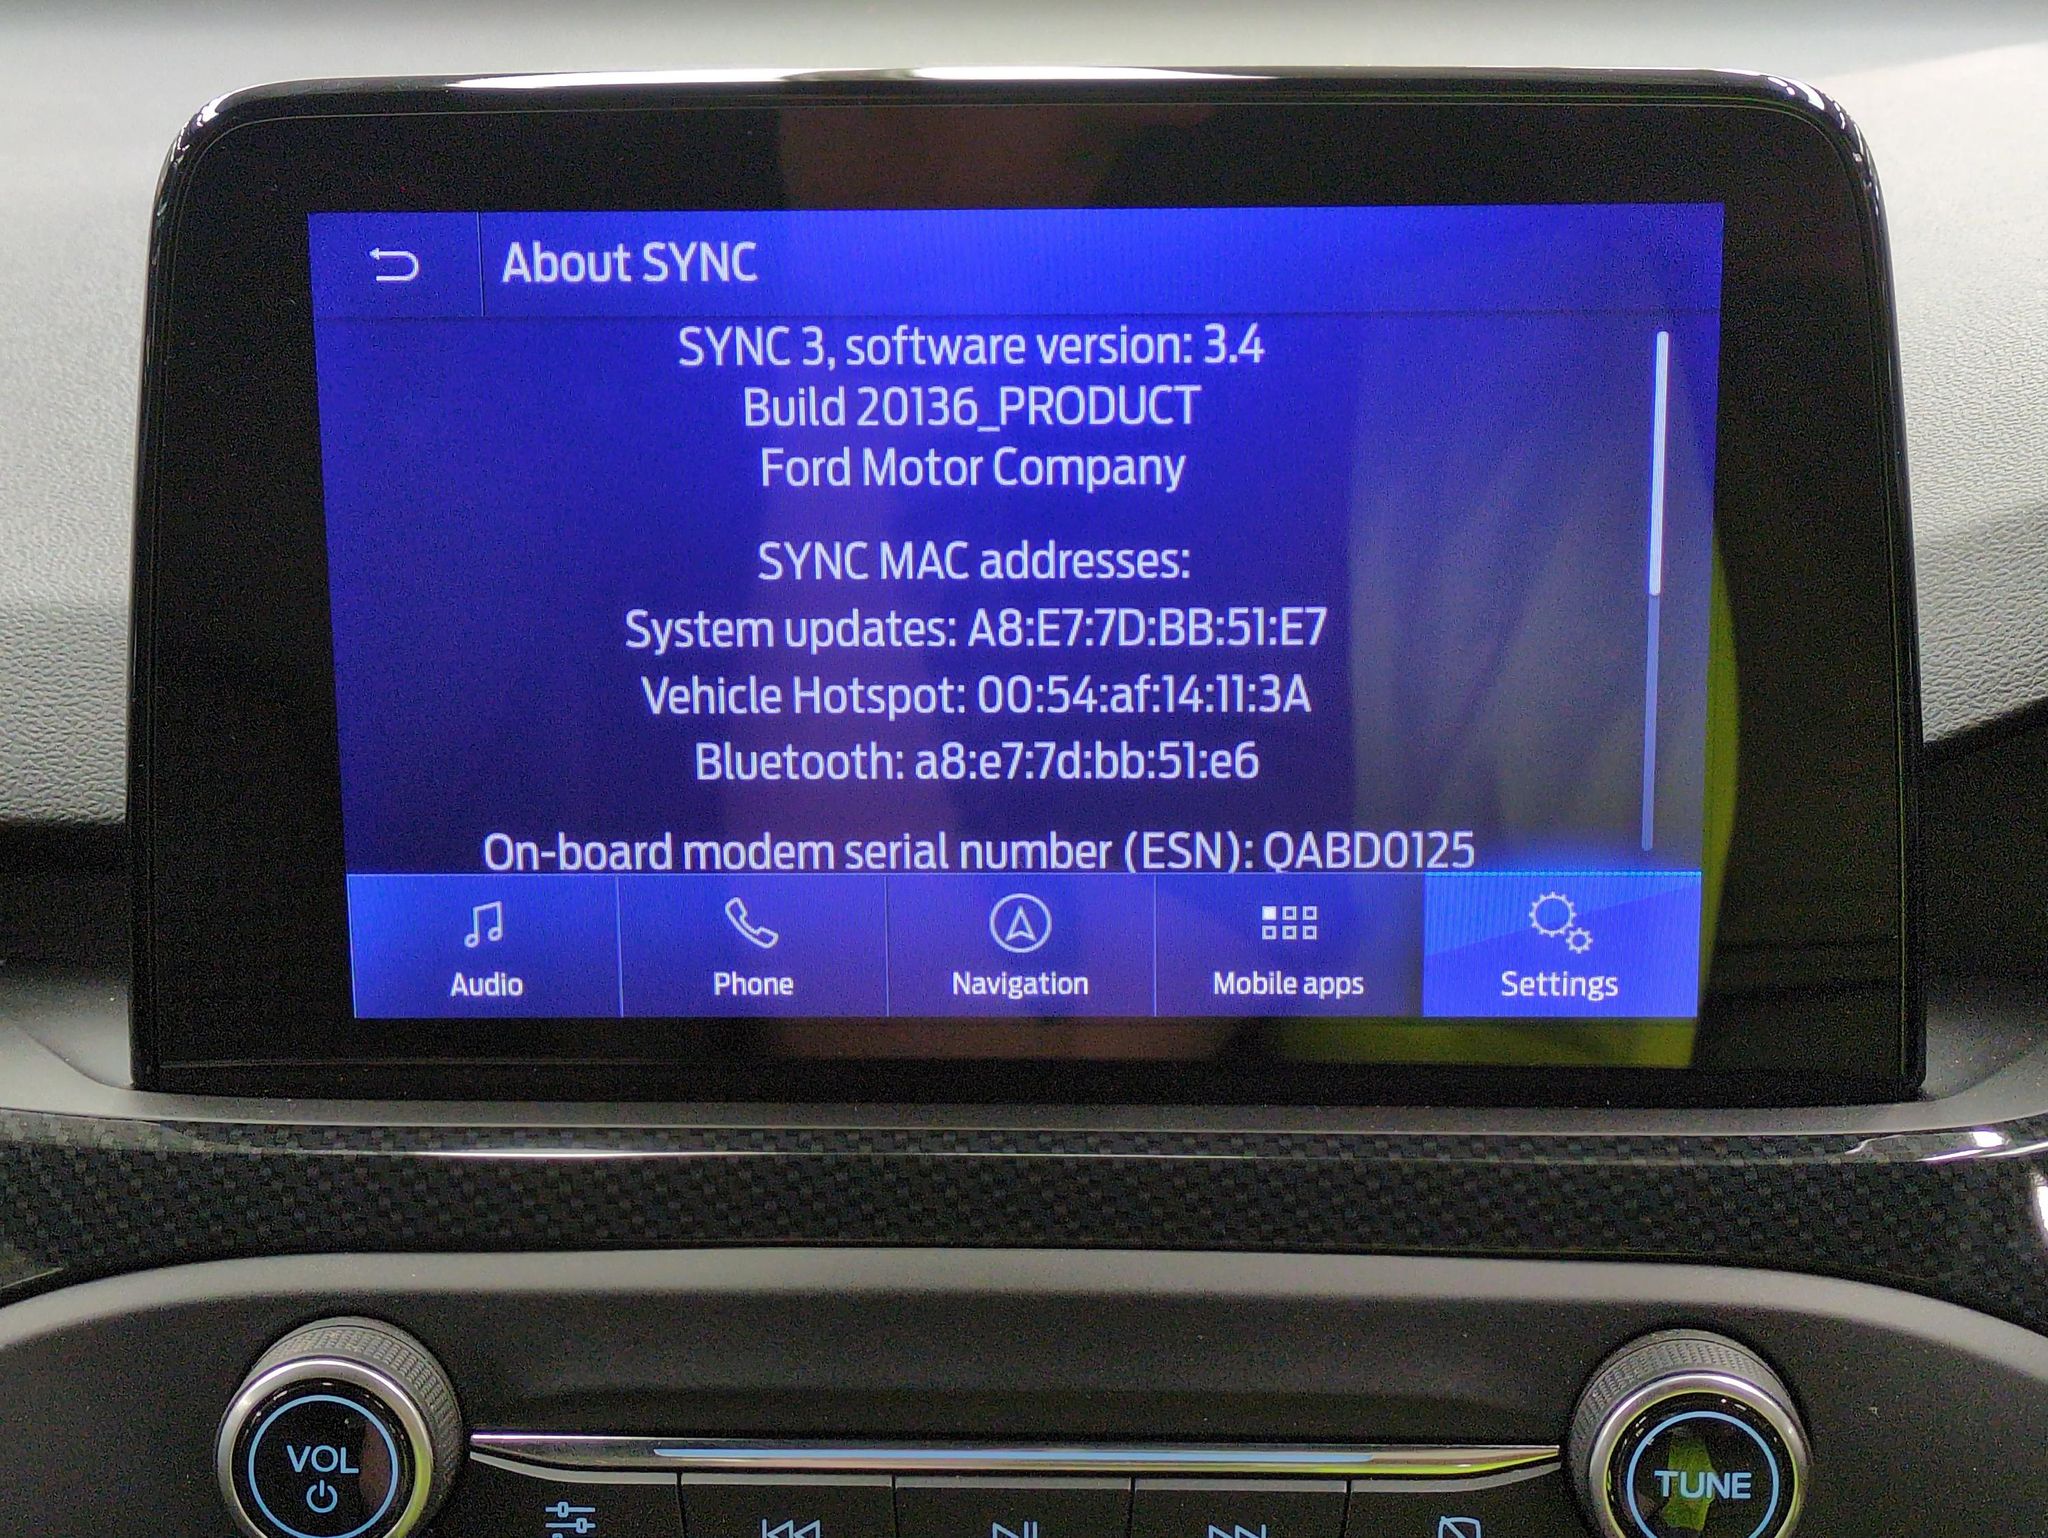 About SYNC
SYNC 3, software version: 3.4
Build 20136_PRODUCT
Ford Motor Company
SYNC MAC addresses:
System updates: A8:E7:7D:BB:51:E7
Vehicle Hotspot: 00:54:af:14:11:3A
Bluetooth: a8:e7:7d:bb:51:e6
On-board modem serial number (ESN): QABD0125
Audio
Phone
Navigation
Mobile apps
Settings
VOL
TUNE